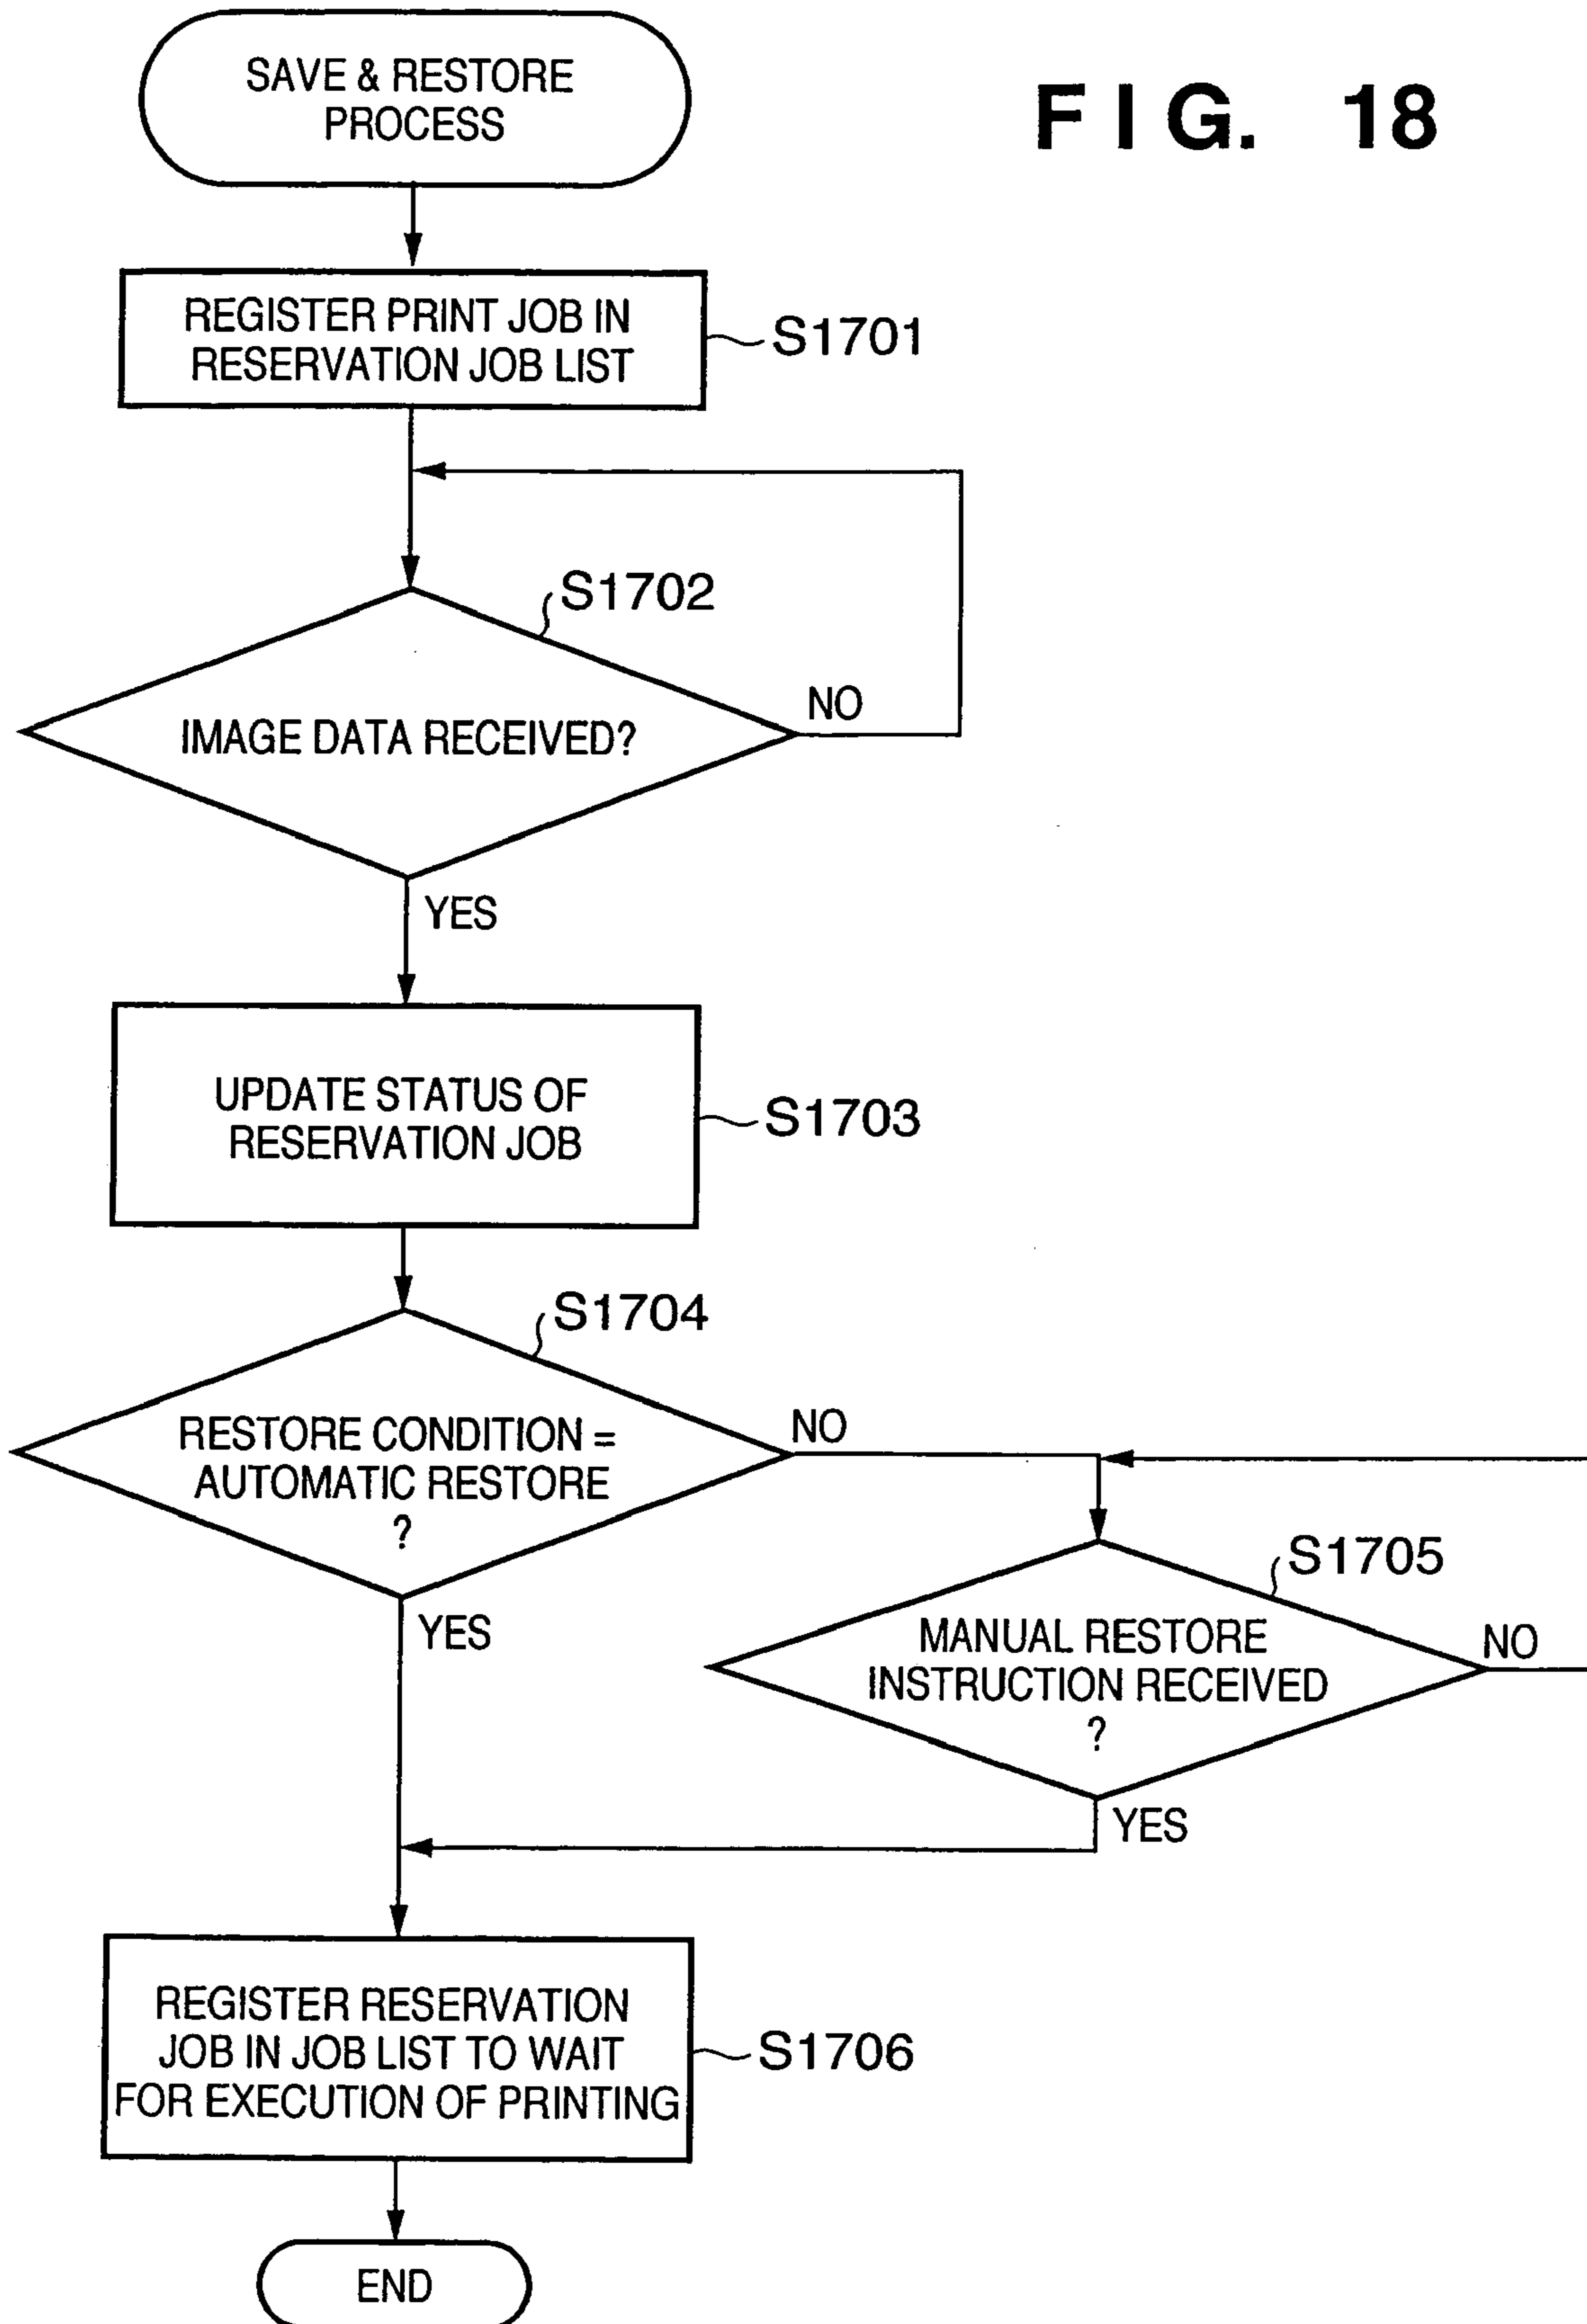 SAVE & RESTORE
PROCESS
FIG. 18
REGISTER PRINT JOB IN
RESERVATION JOB LIST
S1701
S1702
IMAGE DATA RECEIVED?
NO
YES
UPDATE STATUS OF
RESERVATION JOB
S1703
S1704
RESTORE CONDITION =
AUTOMATIC RESTORE
?
NO
YES
S1705
MANUAL RESTORE
INSTRUCTION RECEIVED
?
NO
YES
REGISTER RESERVATION
JOB IN JOB LIST TO WAIT
FOR EXECUTION OF PRINTING
S1706
END